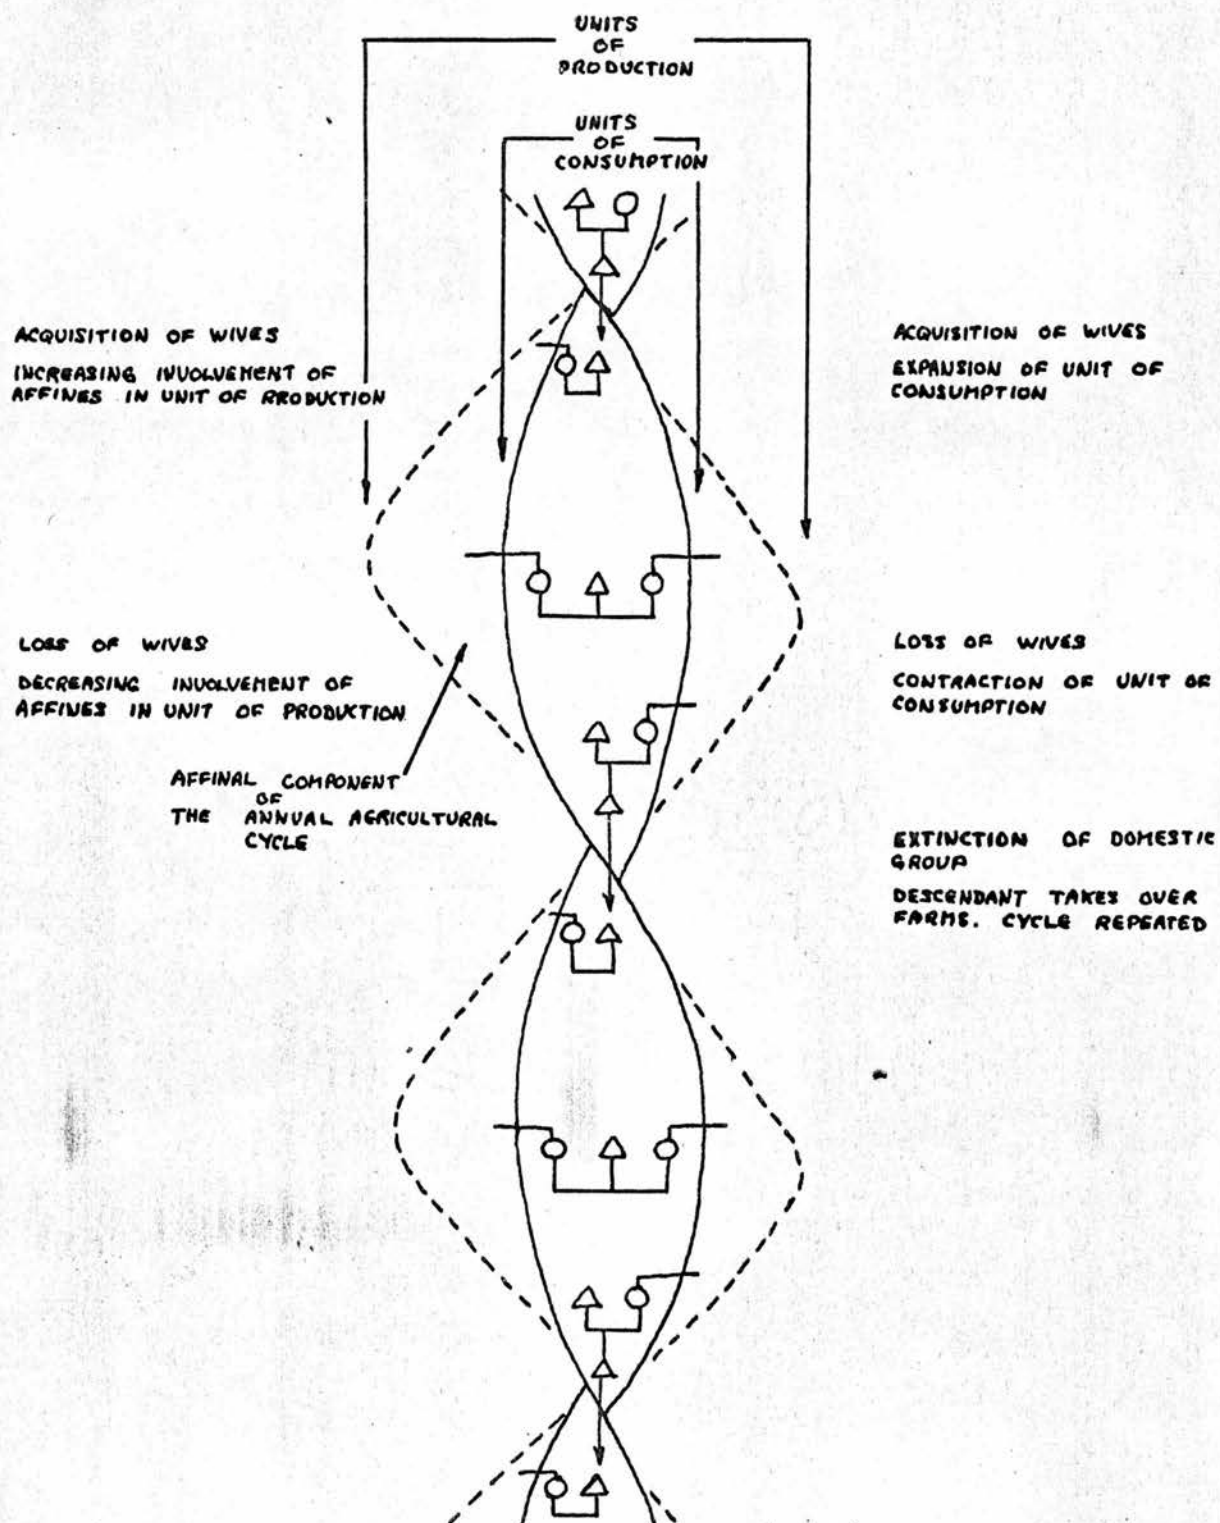 UNITS
OF
PRODUCTION
UNITS
OF
CONSUMPTION
ACQUISITION OF WIVES
INCREASING INVOLVEMENT OF
AFFINES IN UNIT OF PRODUCTION
ACQUISITION OF WIVES
EXPANSION OF UNIT OF
CONSUMPTION
LOSS OF WIVES
DECREASING INVOLVEMENT OF
AFFINES IN UNIT OF PRODUCTION
LOSS OF WIVES
CONTRACTION OF UNIT OF
CONSUMPTION
AFFINAL COMPONENT
OF
THE ANNUAL AGRICULTURAL
CYCLE
EXTINCTION OF DOMESTIC
GROUP
DESCENDANT TAKES OVER
FARMS. CYCLE REPEATED